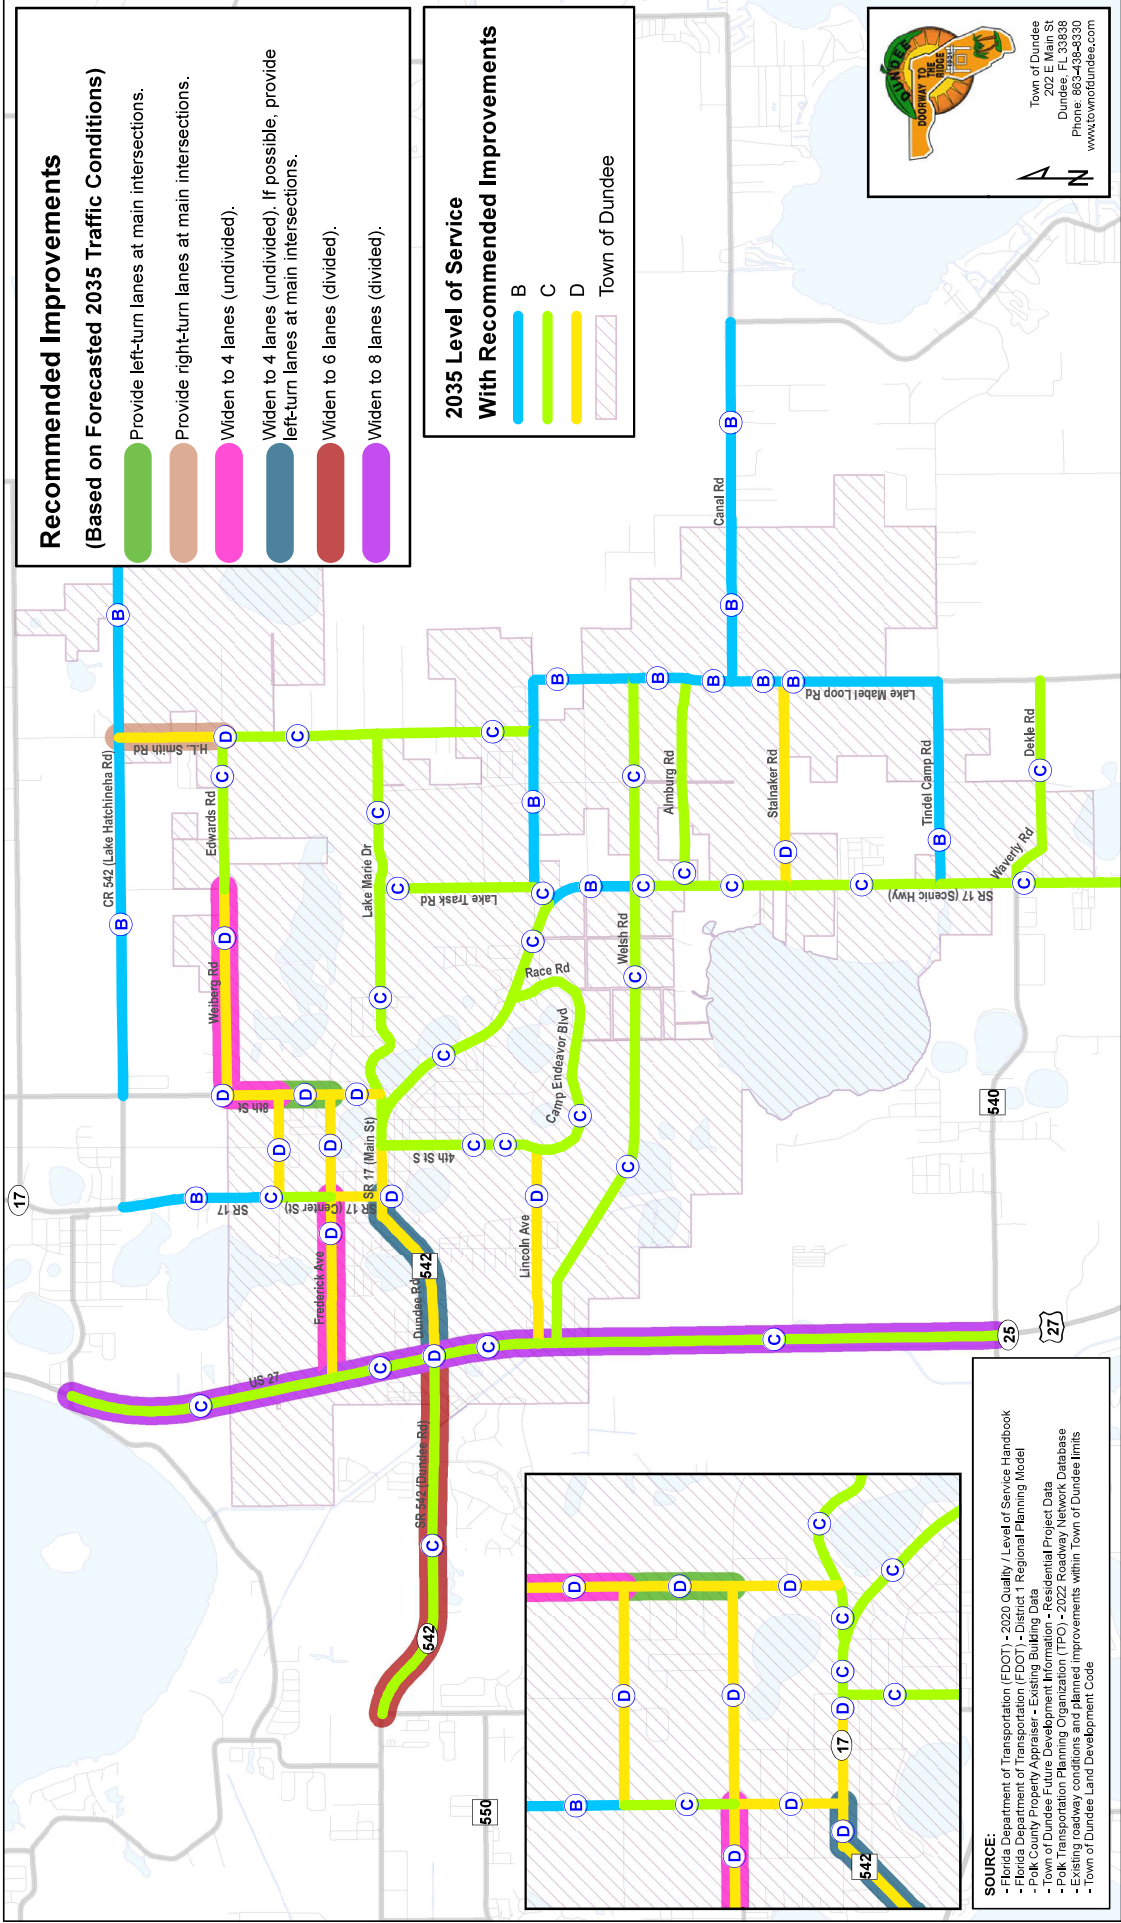 Recommended Improvements
(Based on Forecasted 2035 Traffic Conditions)
Provide left-turn lanes at main intersections.
Provide right-turn lanes at main intersections.
Widen to 4 lanes (undivided).
Widen to 4 lanes (undivided). If possible, provide
left-turn lanes at main intersections.
Widen to 6 lanes (divided).
Widen to 8 lanes (divided).
2035 Level of Service
With Recommended Improvements
B
C
D
Town of Dundee
DUNDEE
DOORWAY TO
THE
RIDGE
N
Town of Dundee
202 E Main St
Dundee, FL 33838
Phone: 863-438-8330
www.townofdundee.com
17
CR 542 (Lake Hatchineha Rd)
B
B
H.L. Smith Rd
D
C
C
Edwards Rd
C
Weiberg Rd
D
D
8th St
D
D
D
D
SR 17
B
C
SR 17 (Center St)
SR 17 (Main St)
D
Frederick Ave
D
US 27
C
C
D
C
C
Dundee Rd
542
SR 542 (Dundee Rd)
C
542
550
Lake Marie Dr
C
C
Lake Trask Rd
C
C
C
C
B
B
B
B
B
B
B
B
B
Canal Rd
Race Rd
Camp Endeavor Blvd
C
4th St S
C
C
Lincoln Ave
D
Welsh Rd
C
C
C
C
Almburg Rd
C
C
C
Stalnaker Rd
D
Lake Mabel Loop Rd
Tindel Camp Rd
B
SR 17 (Scenic Hwy)
Waverly Rd
C
Dekle Rd
C
540
25
27
D
D
D
D
D
B
C
D
D
D
D
17
542
C
C
C
C
C
SOURCE:
- Florida Department of Transportation (FDOT) - 2020 Quality / Level of Service Handbook
- Florida Department of Transportation (FDOT) - District 1 Regional Planning Model
- Polk County Property Appraiser - Existing Building Data
- Town of Dundee Future Development Information - Residential Project Data
- Polk Transportation Planning Organization (TPO) - 2022 Roadway Network Database
- Existing roadway conditions and planned improvements within Town of Dundee limits
- Town of Dundee Land Development Code